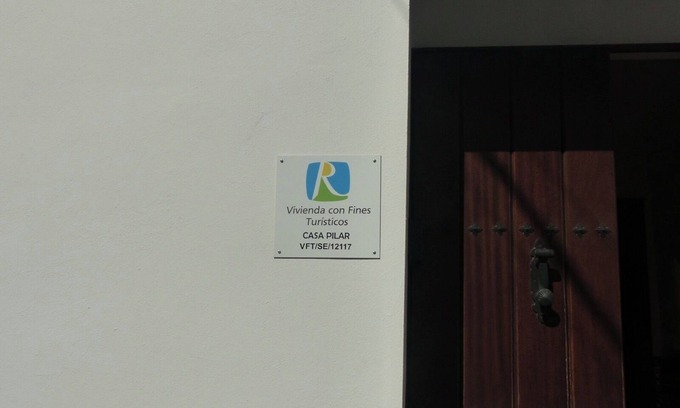 R
Vivienda con Fines
Turísticos
CASA PILAR
VFT/SE/12117